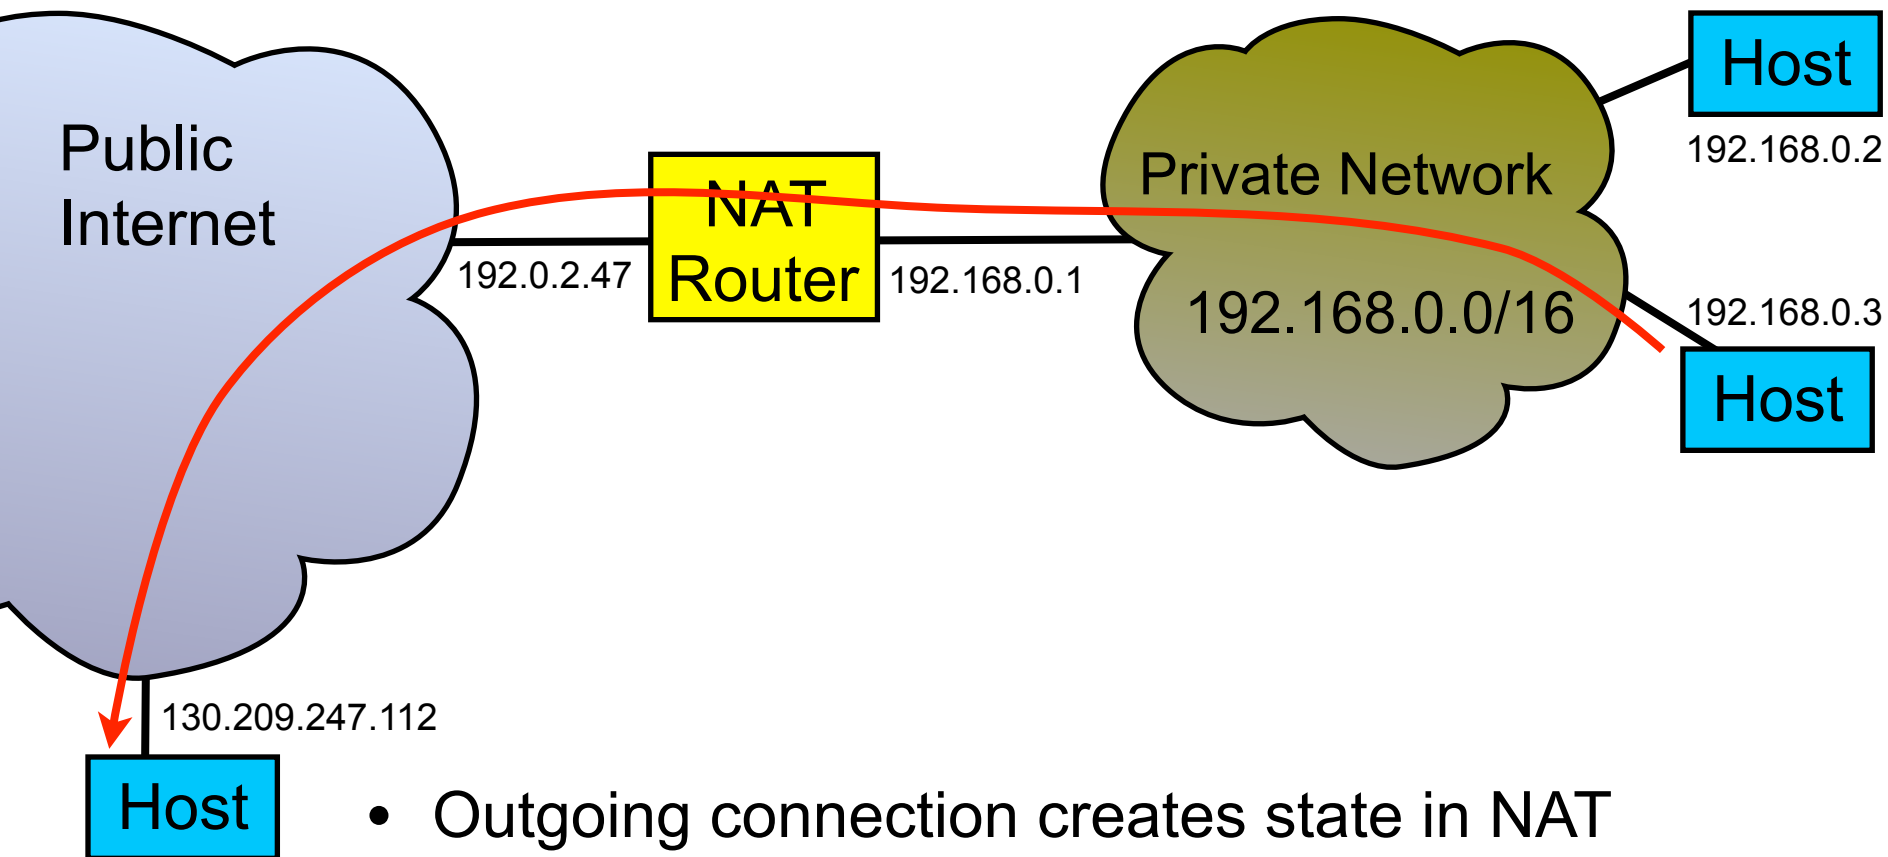 Host
192.168.0.2
Public
Internet
NAT
Router
192.0.2.47
192.168.0.1
Private Network
192.168.0.0/16
192.168.0.3
Host
130.209.247.112
Host
• Outgoing connection creates state in NAT